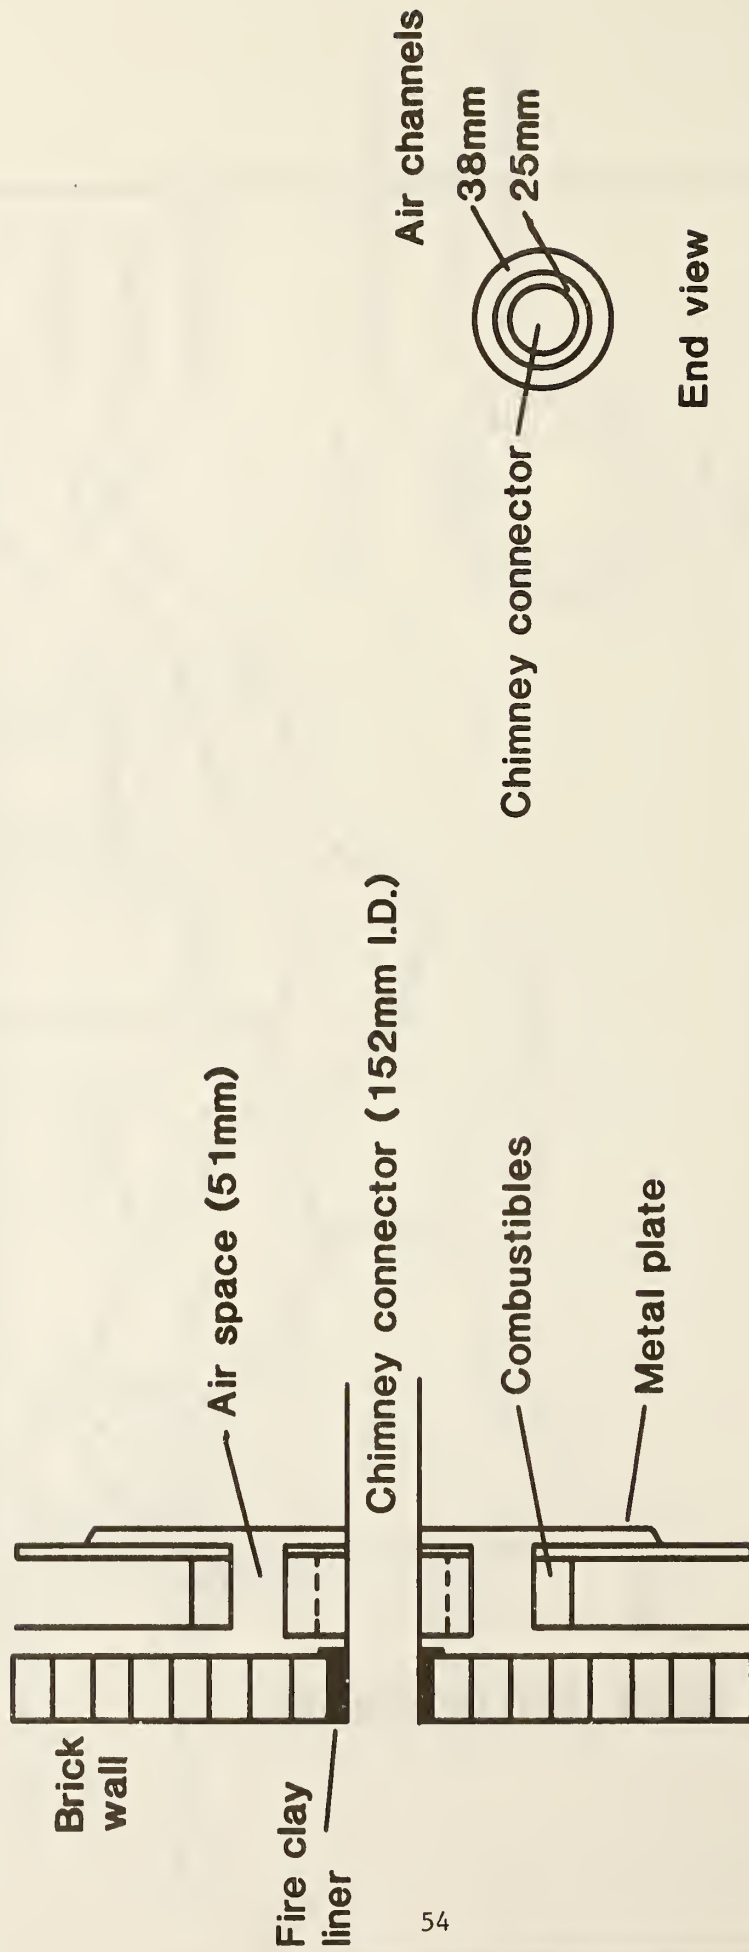 Brick
wall
Fire clay
liner
Air space (51mm)
Chimney connector (152mm I.D.)
Combustibles
Metal plate
Air channels
38mm
25mm
Chimney connector
End view
54